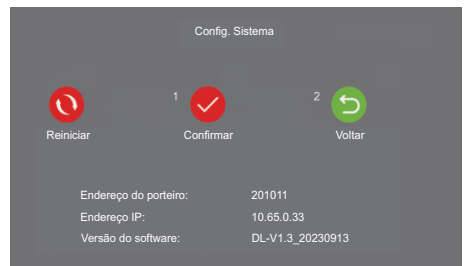 Config. Sistema
1 2
Reiniciar Confirmar Voltar
Endereço do porteiro: 201011
Endereço IP: 10.65.0.33
Versão do software: DL-V1.3_20230913